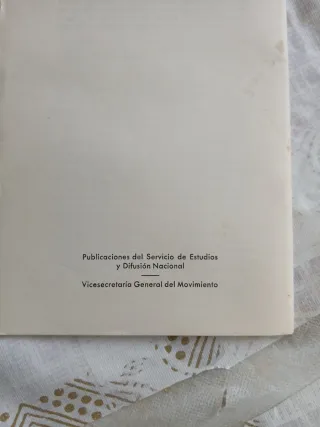 Publicaciones del Servicio de Estudios
y Difusión Nacional
Vicesecretaría General del Movimiento